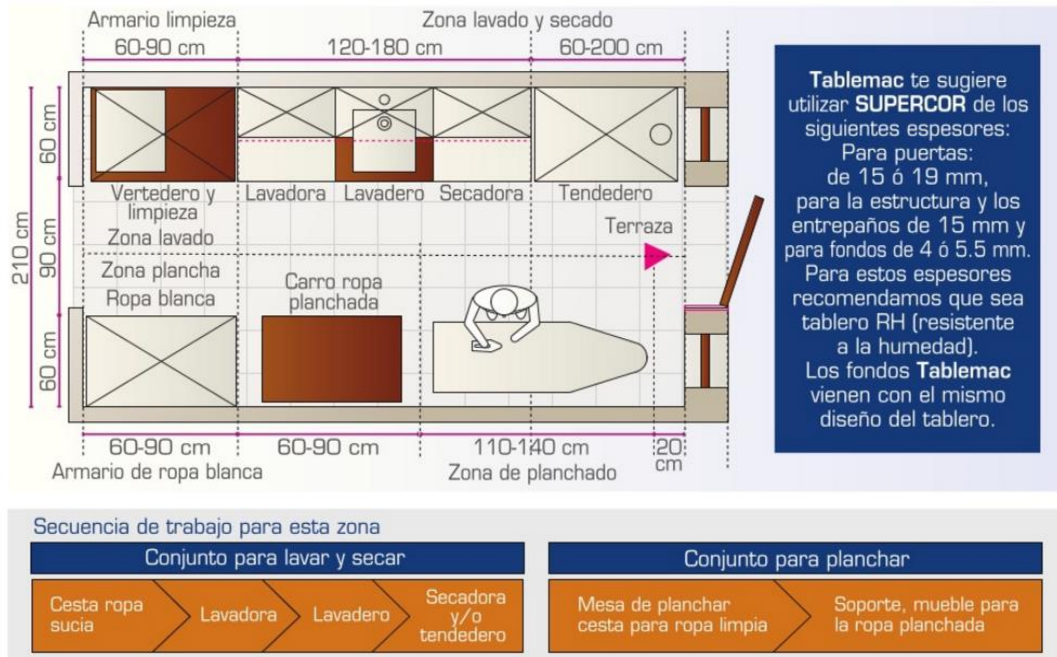 Armario limpieza
60-90 cm
Zona lavado y secado
120-180 cm
60-200 cm
60 cm
90 cm
60 cm
210 cm
Vertedero y
limpieza
Lavadora
Lavadero
Secadora
Tendedero
Zona lavado
Terraza
Zona plancha
Ropa blanca
Carro ropa
planchada
60-90 cm
60-90 cm
110-140 cm
20
cm
Armario de ropa blanca
Zona de planchado
Tablemac te sugiere
utilizar SUPERCOR de los
siguientes espesores:
Para puertas:
de 15 ó 19 mm,
para la estructura y los
entrepaños de 15 mm y
para fondos de 4 ó 5.5 mm.
Para estos espesores
recomendamos que sea
tablero RH (resistente
a la humedad).
Los fondos Tablemac
vienen con el mismo
diseño del tablero.
Secuencia de trabajo para esta zona
Conjunto para lavar y secar
Cesta ropa
sucia
Lavadora
Lavadero
Secadora
y/o
tendedero
Conjunto para planchar
Mesa de planchar
cesta para ropa limpia
Soporte, mueble para
la ropa planchada